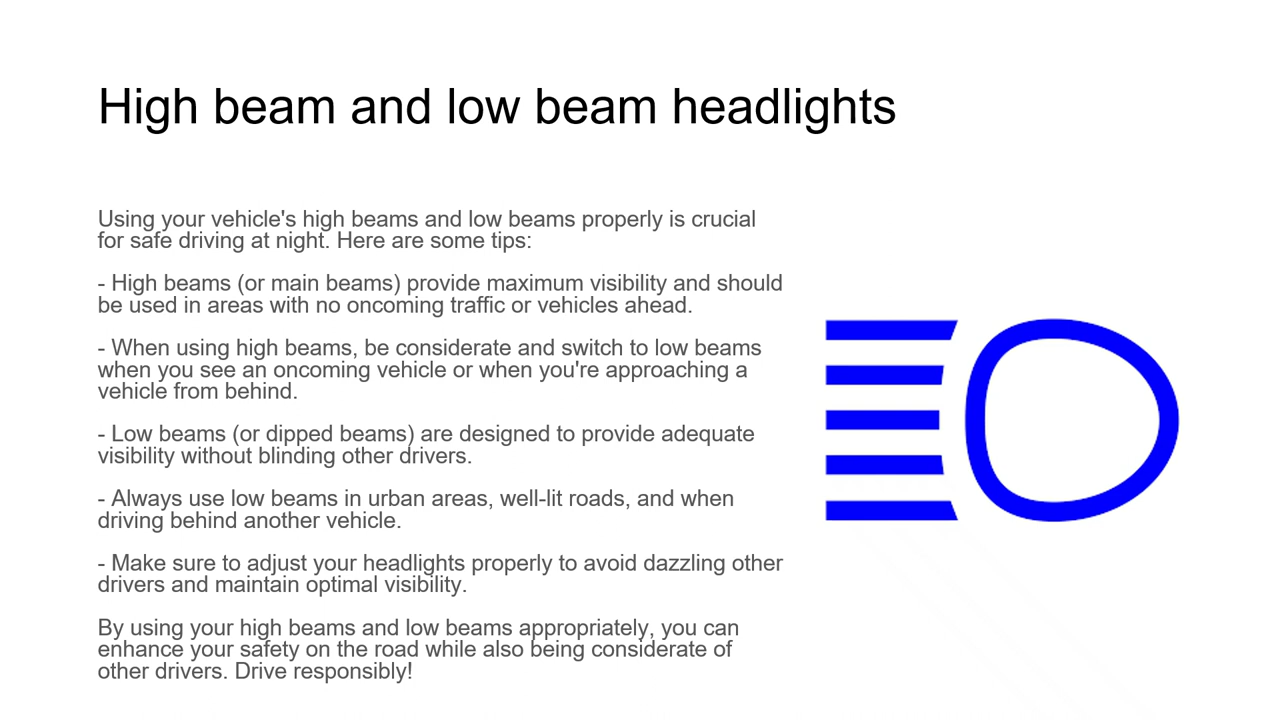 High beam and low beam headlights
Using your vehicle's high beams and low beams properly is crucial
for safe driving at night. Here are some tips:
- High beams (or main beams) provide maximum visibility and should
be used in areas with no oncoming traffic or vehicles ahead.
- When using high beams, be considerate and switch to low beams
when you see an oncoming vehicle or when you're approaching a
vehicle from behind.
- Low beams (or dipped beams) are designed to provide adequate
visibility without blinding other drivers.
- Always use low beams in urban areas, well-lit roads, and when
driving behind another vehicle.
- Make sure to adjust your headlights properly to avoid dazzling other
drivers and maintain optimal visibility.
By using your high beams and low beams appropriately, you can
enhance your safety on the road while also being considerate of
other drivers. Drive responsibly!